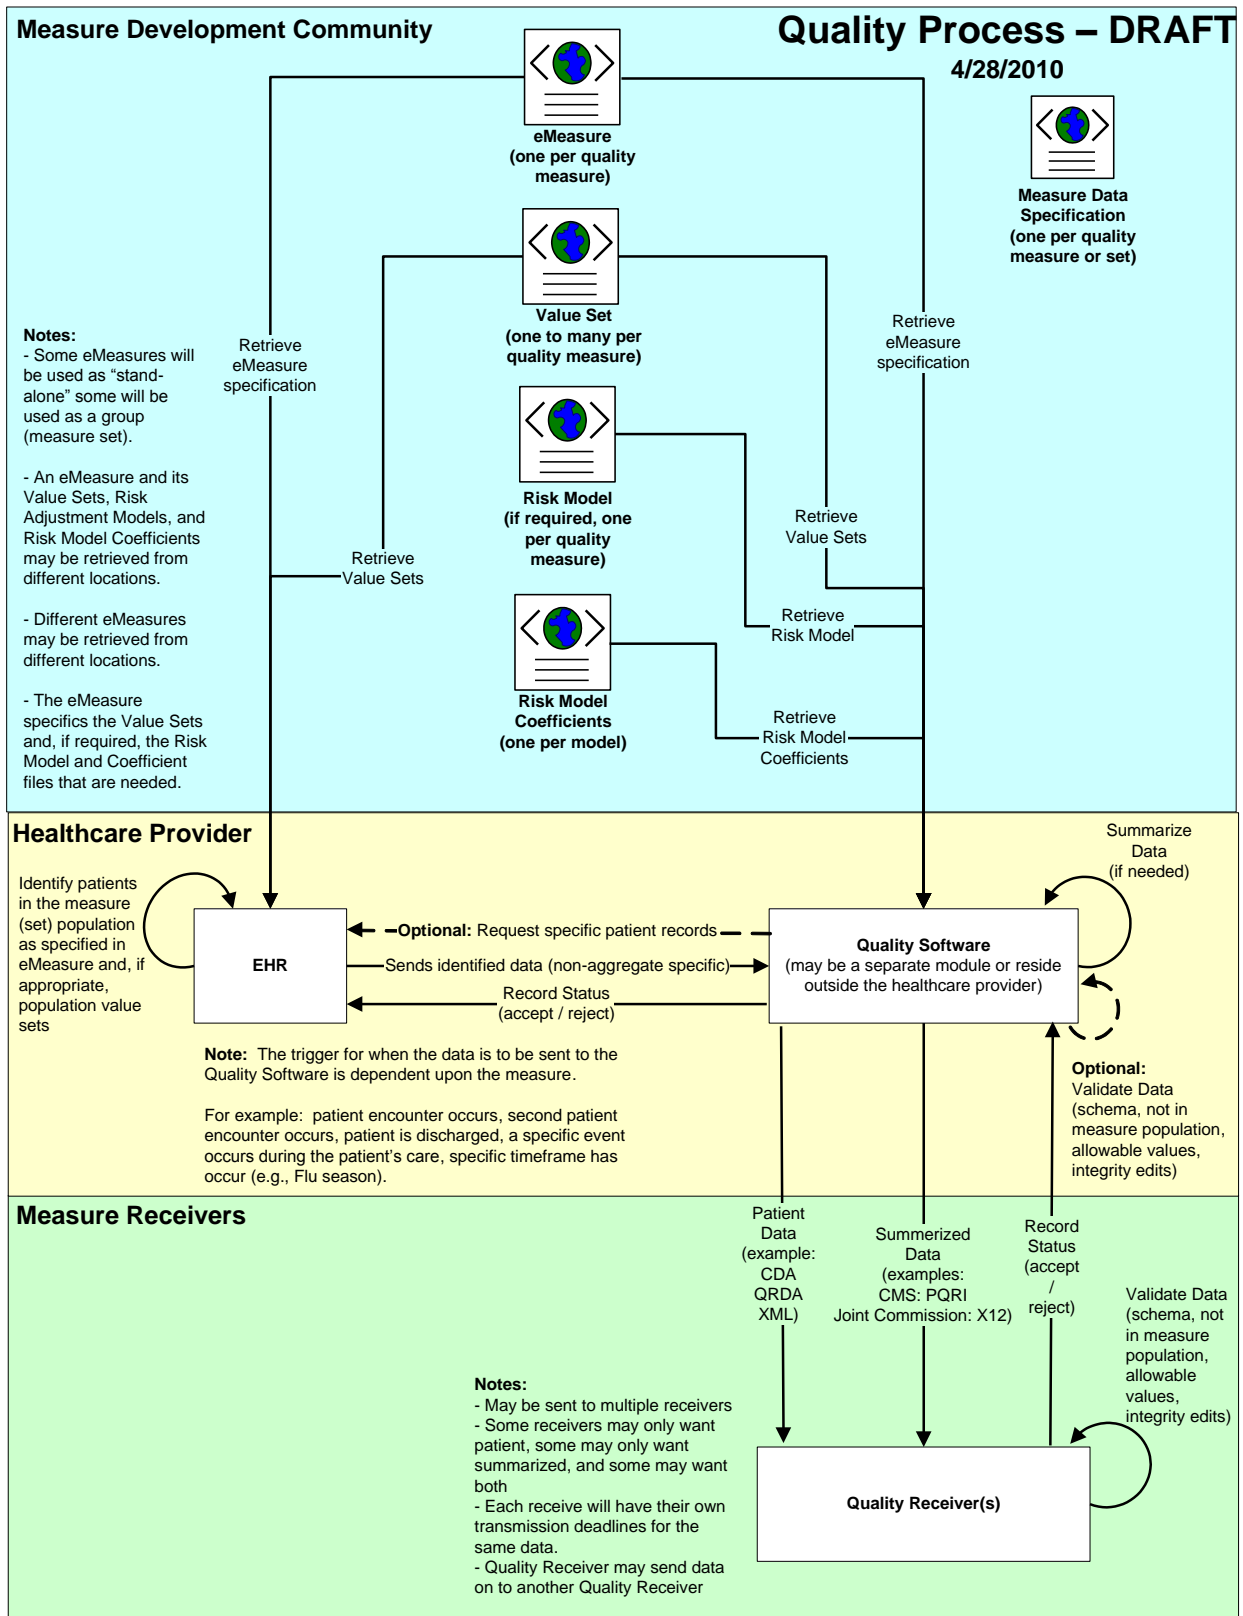 Measure Development Community
Quality Process – DRAFT
4/28/2010
eMeasure
(one per quality
measure)
Measure Data
Specification
(one per quality
measure or set)
Value Set
(one to many per
quality measure)
Retrieve
eMeasure
specification
Retrieve
eMeasure
specification
Notes:
- Some eMeasures will
be used as “stand-
alone” some will be
used as a group
(measure set).
- An eMeasure and its
Value Sets, Risk
Adjustment Models, and
Risk Model Coefficients
may be retrieved from
different locations.
- Different eMeasures
may be retrieved from
different locations.
- The eMeasure
specifics the Value Sets
and, if required, the Risk
Model and Coefficient
files that are needed.
Risk Model
(if required, one
per quality
measure)
Retrieve
Value Sets
Retrieve
Value Sets
Retrieve
Risk Model
Risk Model
Coefficients
(one per model)
Retrieve
Risk Model
Coefficients
Healthcare Provider
Summarize
Data
(if needed)
Identify patients
in the measure
(set) population
as specified in
eMeasure and, if
appropriate,
population value
sets
EHR
Optional: Request specific patient records
Sends identified data (non-aggregate specific)
Record Status
(accept / reject)
Quality Software
(may be a separate module or reside
outside the healthcare provider)
Note: The trigger for when the data is to be sent to the
Quality Software is dependent upon the measure.
For example: patient encounter occurs, second patient
encounter occurs, patient is discharged, a specific event
occurs during the patient’s care, specific timeframe has
occur (e.g., Flu season).
Optional:
Validate Data
(schema, not in
measure population,
allowable values,
integrity edits)
Measure Receivers
Patient
Data
(example:
CDA
QRDA
XML)
Summerized
Data
(examples:
CMS: PQRI
Joint Commission: X12)
Record
Status
(accept
/
reject)
Validate Data
(schema, not
in measure
population,
allowable
values,
integrity edits)
Notes:
- May be sent to multiple receivers
- Some receivers may only want
patient, some may only want
summarized, and some may want
both
- Each receive will have their own
transmission deadlines for the
same data.
- Quality Receiver may send data
on to another Quality Receiver
Quality Receiver(s)